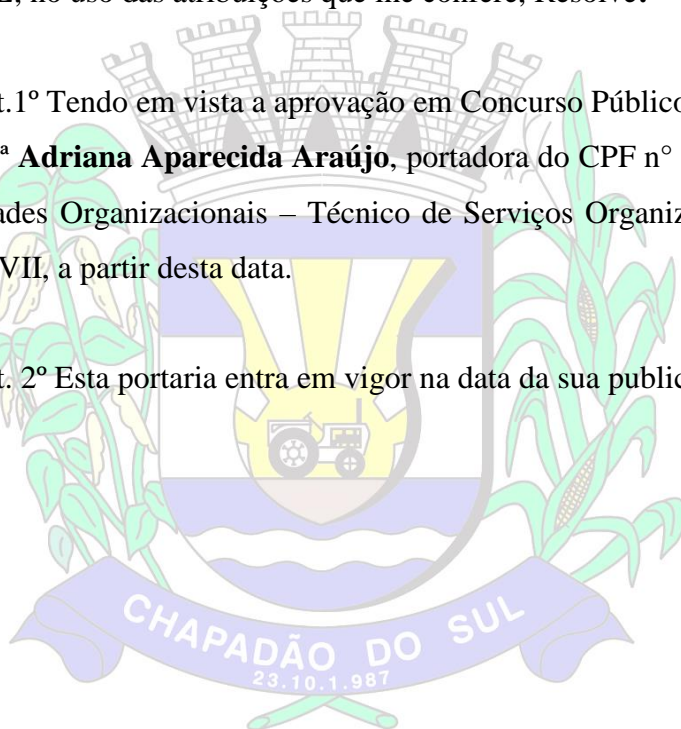 no uso das atribuições que lhe confere, Resolve:
t.1º Tendo em vista a aprovação em Concurso Público
ª Adriana Aparecida Araújo, portadora do CPF n°
ades Organizacionais – Técnico de Serviços Organiz
VII, a partir desta data.
t. 2º Esta portaria entra em vigor na data da sua public
CHAPADÃO DO SUL
23.10.1.987